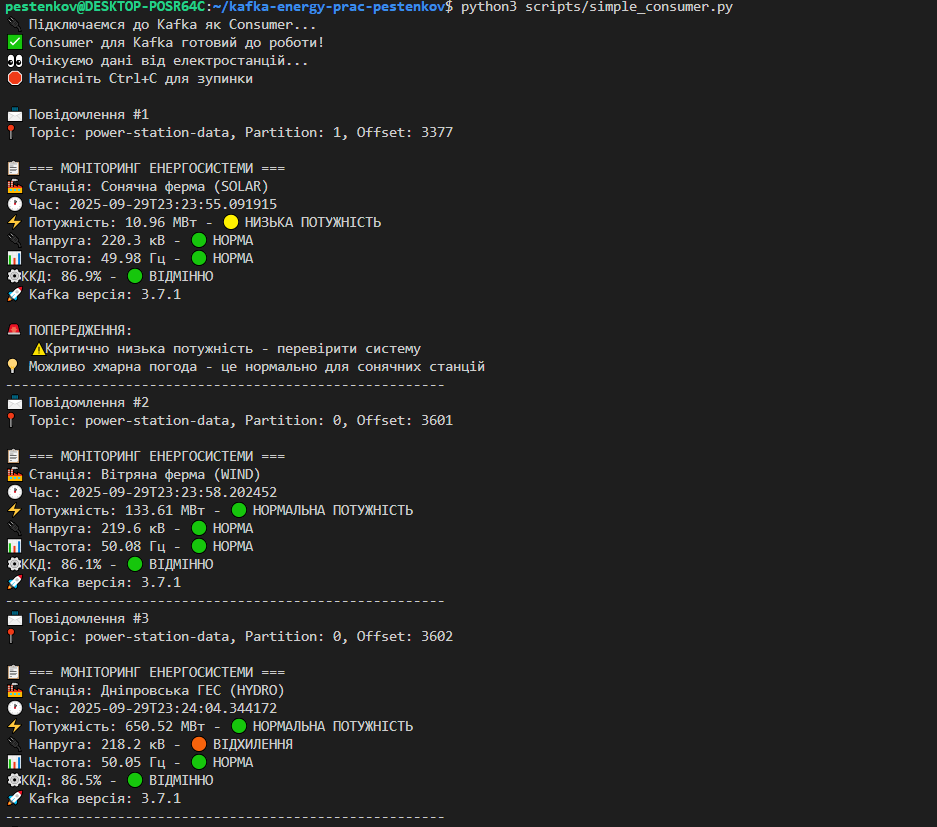 pestenkov@DESKTOP-POSR64C:~/kafka-energy-prac-pestenkov$ python3 scripts/simple_consumer.py
Підключаємося до Kafka як Consumer...
Consumer для Kafka готовий до роботи!
Очікуємо дані від електростанцій...
Натисніть Ctrl+C для зупинки
Повідомлення #1
Topic: power-station-data, Partition: 1, Offset: 3377
=== МОНІТОРИНГ ЕНЕРГОСИСТЕМИ ===
Станція: Сонячна ферма (SOLAR)
Час: 2025-09-29T23:23:55.091915
Потужність: 10.96 МВт - НИЗЬКА ПОТУЖНІСТЬ
Напруга: 220.3 кВ - НОРМА
Частота: 49.98 Гц - НОРМА
ККД: 86.9% - ВІДМІННО
Kafka версія: 3.7.1
ПОПЕРЕДЖЕННЯ:
Критично низька потужність - перевірити систему
Можливо хмарна погода - це нормально для сонячних станцій
-------------------------------------------------------
Повідомлення #2
Topic: power-station-data, Partition: 0, Offset: 3601
=== МОНІТОРИНГ ЕНЕРГОСИСТЕМИ ===
Станція: Вітряна ферма (WIND)
Час: 2025-09-29T23:23:58.202452
Потужність: 133.61 МВт - НОРМАЛЬНА ПОТУЖНІСТЬ
Напруга: 219.6 кВ - НОРМА
Частота: 50.08 Гц - НОРМА
ККД: 86.1% - ВІДМІННО
Kafka версія: 3.7.1
-------------------------------------------------------
Повідомлення #3
Topic: power-station-data, Partition: 0, Offset: 3602
=== МОНІТОРИНГ ЕНЕРГОСИСТЕМИ ===
Станція: Дніпровська ГЕС (HYDRO)
Час: 2025-09-29T23:24:04.344172
Потужність: 650.52 МВт - НОРМАЛЬНА ПОТУЖНІСТЬ
Напруга: 218.2 кВ - ВІДХИЛЕННЯ
Частота: 50.05 Гц - НОРМА
ККД: 86.5% - ВІДМІННО
Kafka версія: 3.7.1
-------------------------------------------------------